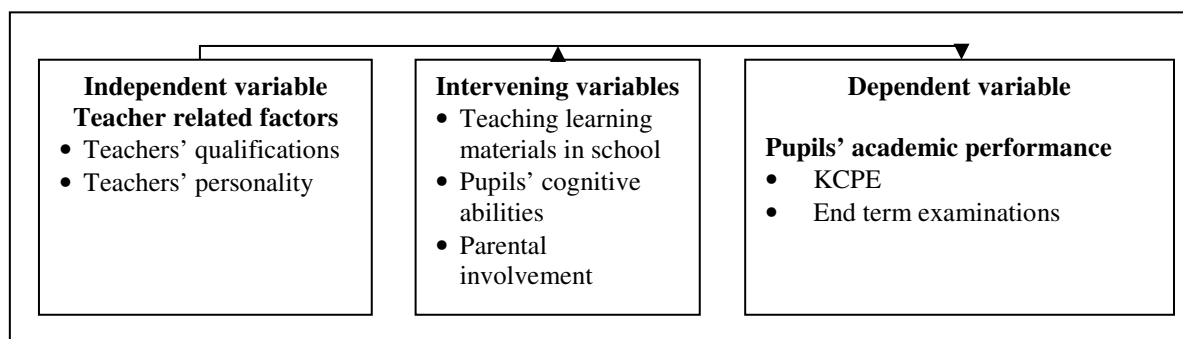 Independent variable
Teacher related factors
• Teachers’ qualifications
• Teachers’ personality
Intervening variables
• Teaching learning
materials in school
• Pupils’ cognitive
abilities
• Parental
involvement
Dependent variable
Pupils’ academic performance
• KCPE
• End term examinations